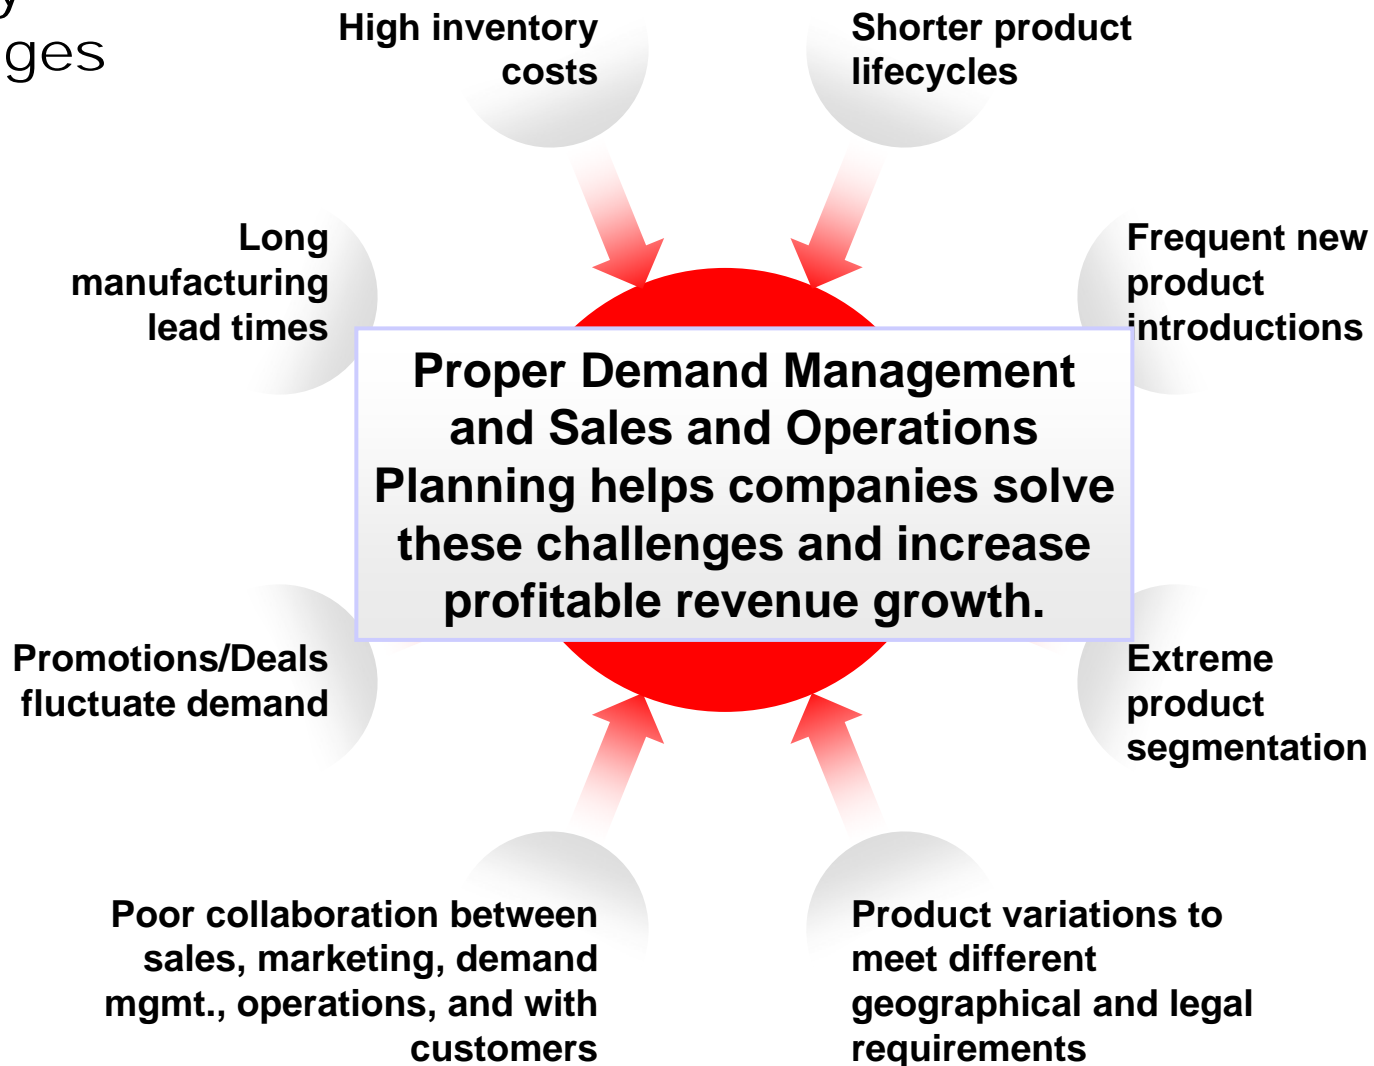 ges
High inventory
costs
Shorter product
lifecycles
Long
manufacturing
lead times
Frequent new
product
introductions
Proper Demand Management
and Sales and Operations
Planning helps companies solve
these challenges and increase
profitable revenue growth.
Promotions/Deals
fluctuate demand
Extreme
product
segmentation
Poor collaboration between
sales, marketing, demand
mgmt., operations, and with
customers
Product variations to
meet different
geographical and legal
requirements